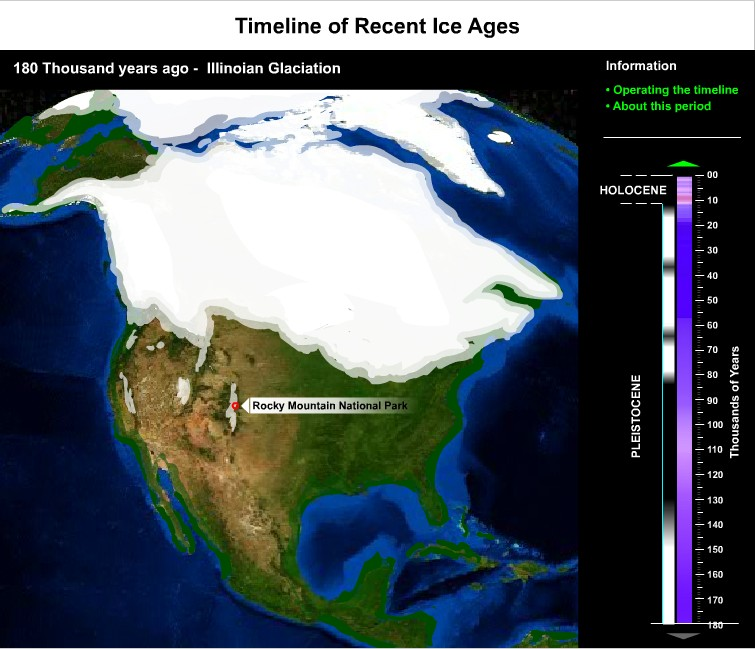 Timeline of Recent Ice Ages
180 Thousand years ago - Illinoian Glaciation
Information
• Operating the timeline
• About this period
HOLOCENE
PLEISTOCENE
00
10
20
30
40
50
60
70
80
90
100
110
120
130
140
150
160
170
180
Thousands of Years
Rocky Mountain National Park